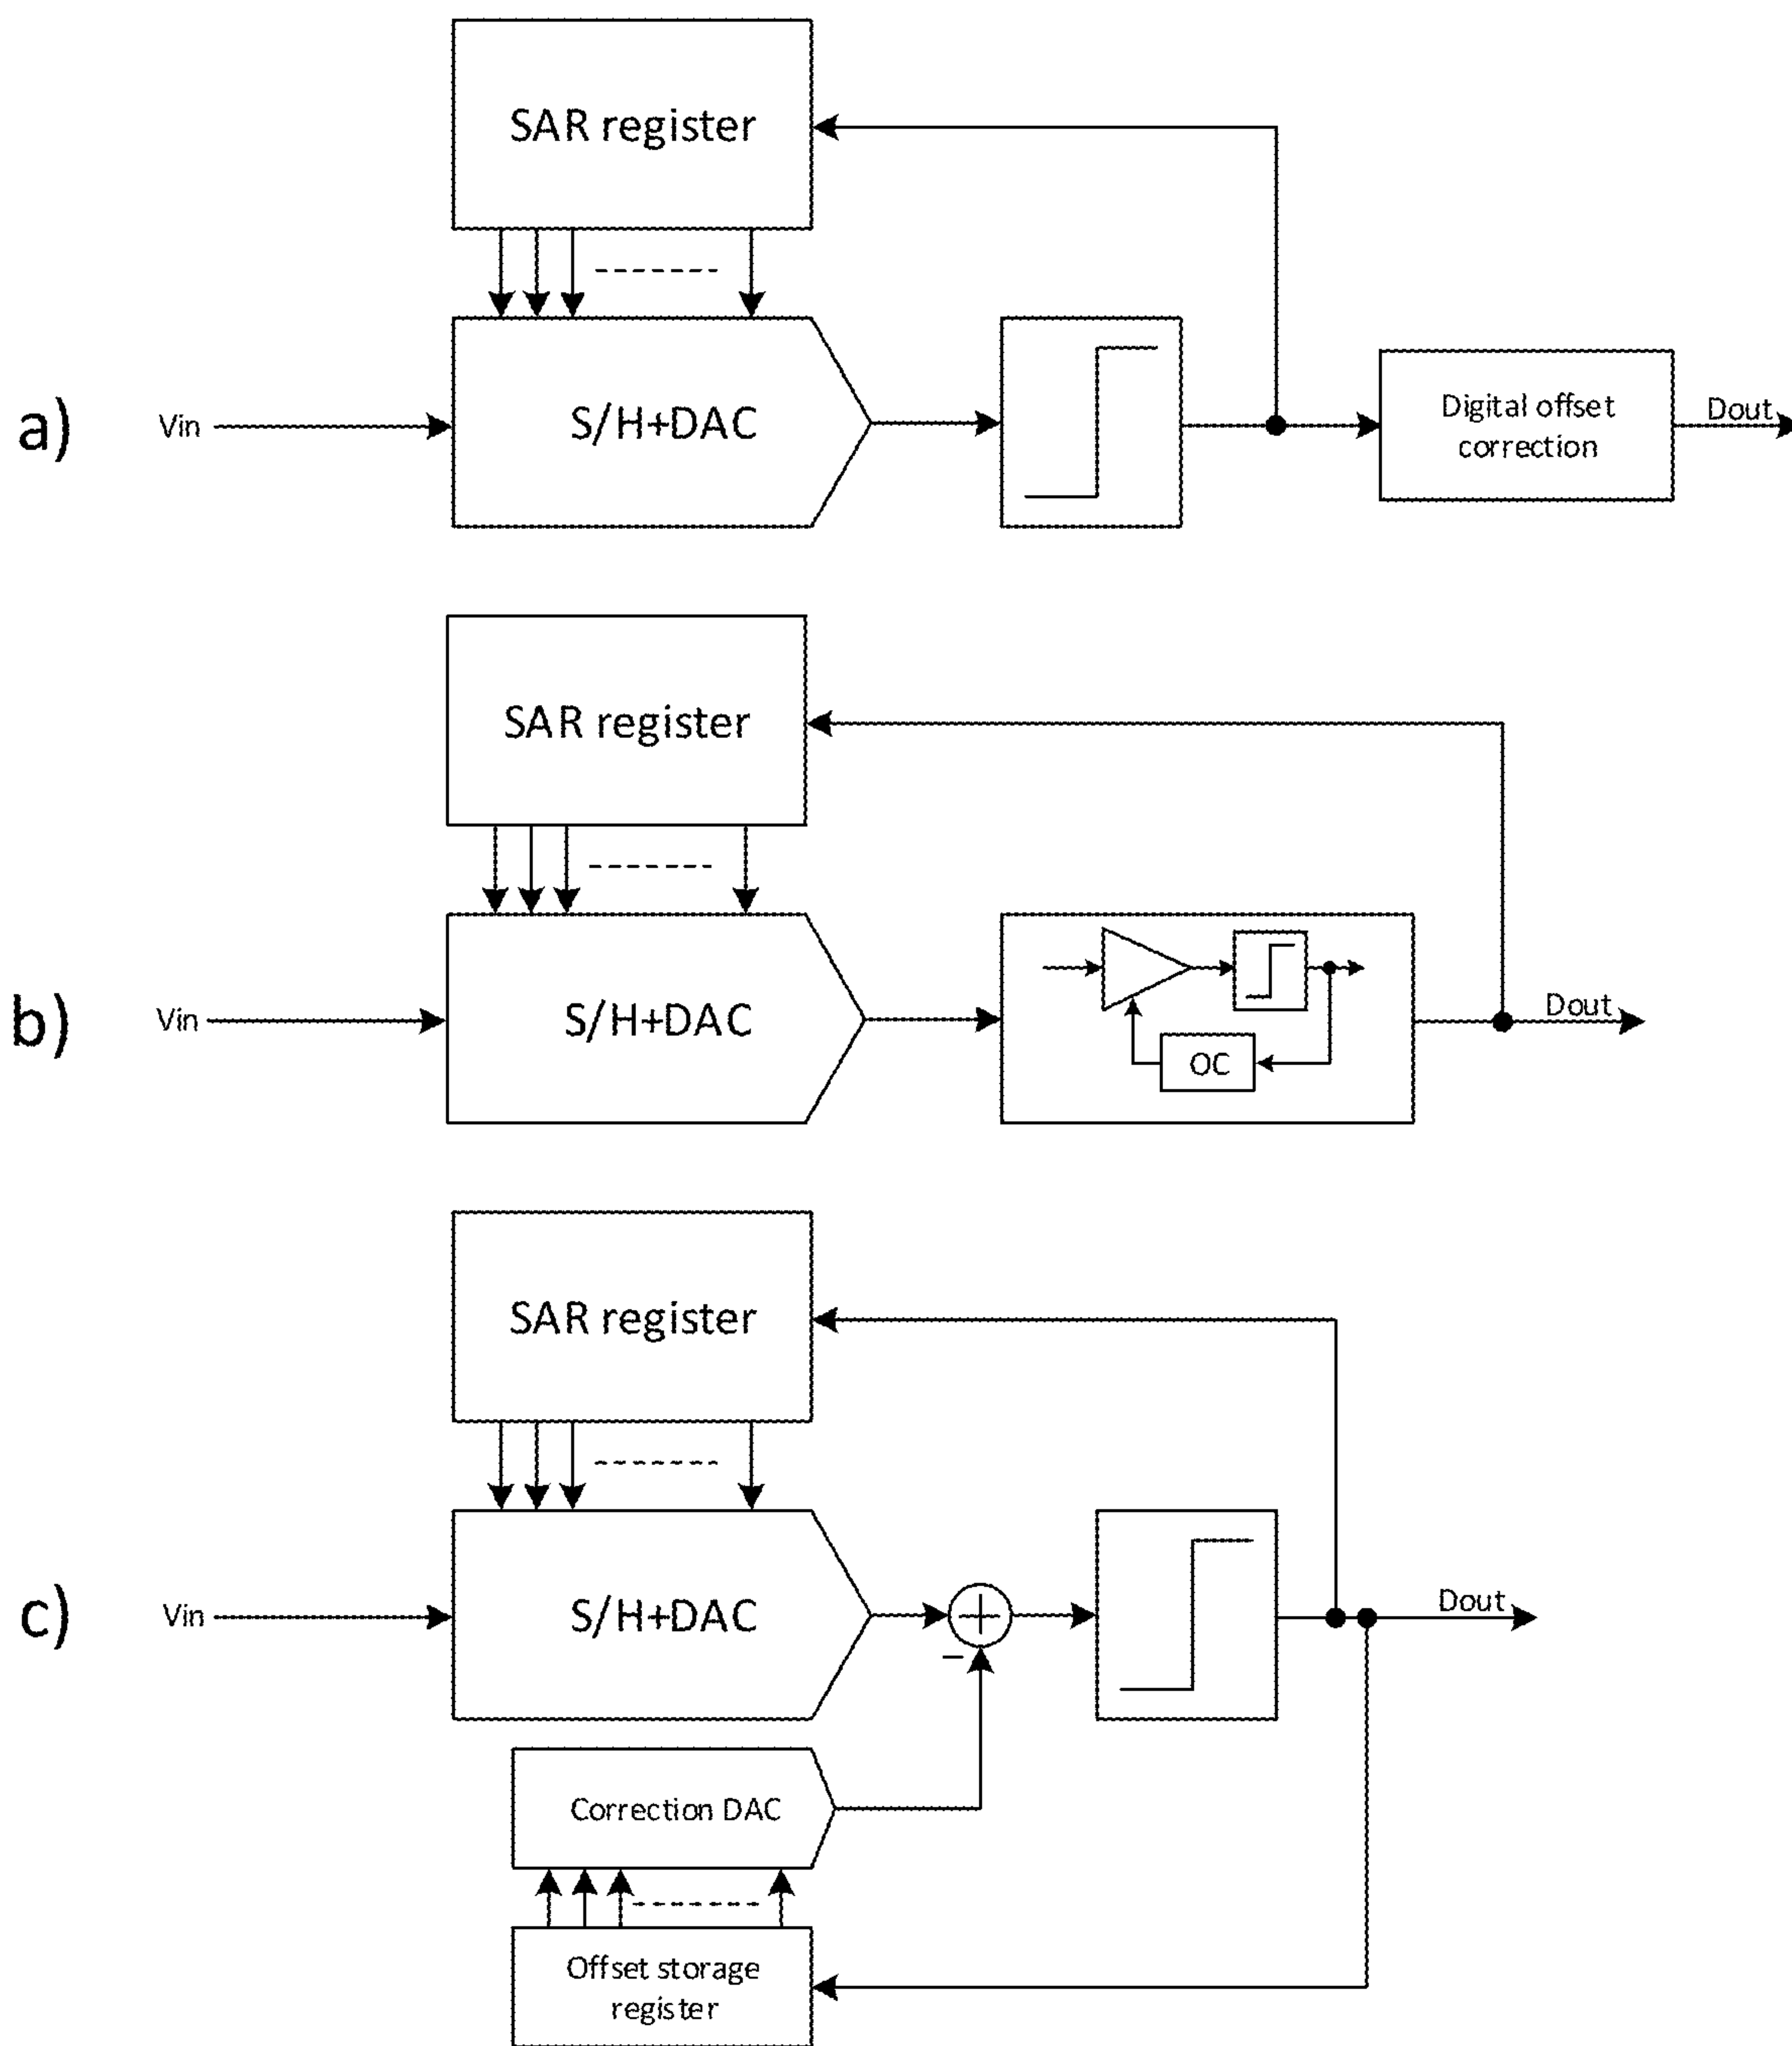 SAR register
a)
Vin
S/H+DAC
Digital offset
correction
Dout
SAR register
b)
Vin
S/H+DAC
OC
Dout
SAR register
c)
Vin
S/H+DAC
+
−
Dout
Correction DAC
Offset storage
register